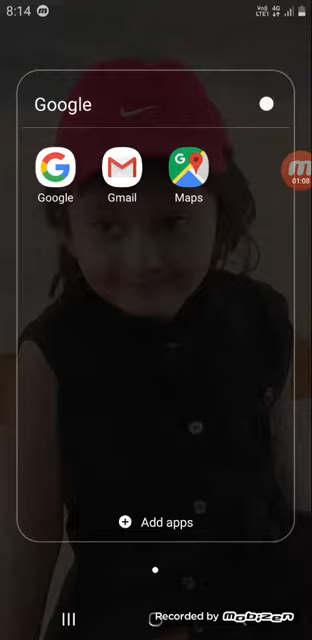 8:14
Vo)) 4G
LTE1
Google
Google
Gmail
Maps
01:08
Add apps
Recorded by mobizen